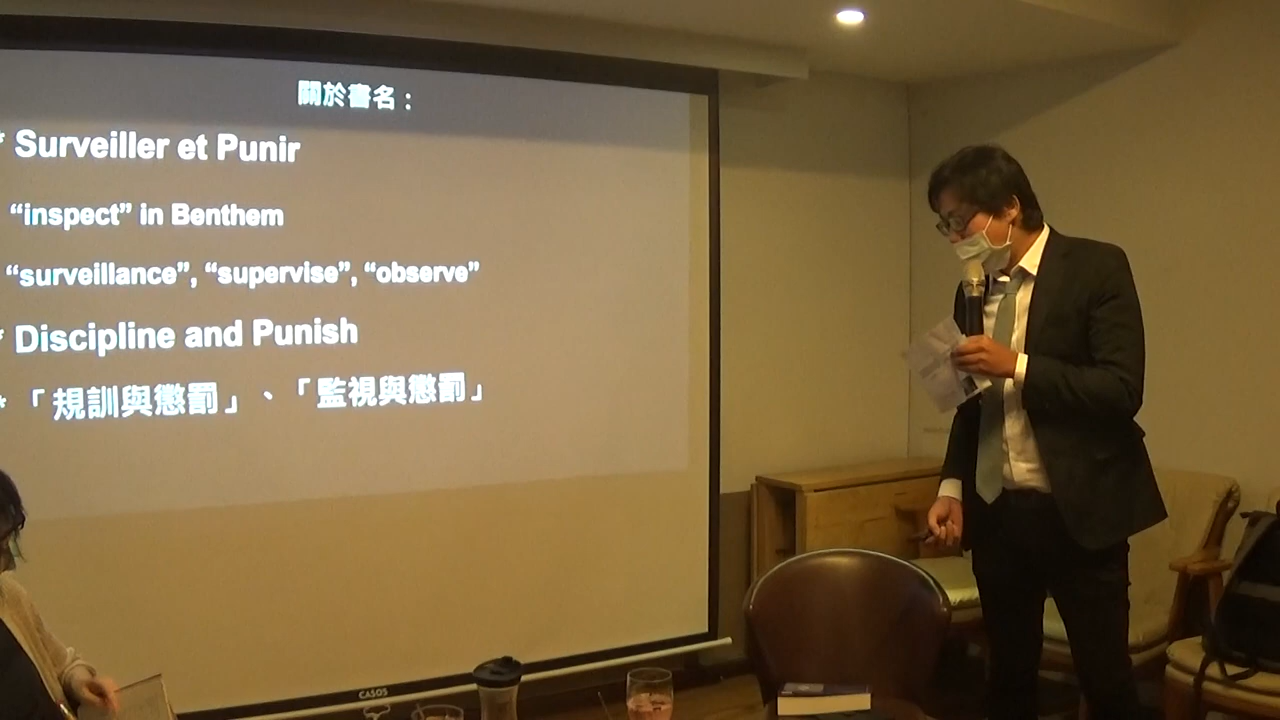 關於書名：
* Surveiller et Punir
“inspect” in Benthem
“surveillance”, “supervise”, “observe”
* Discipline and Punish
* 「規訓與懲罰」、「監視與懲罰」
CASOS